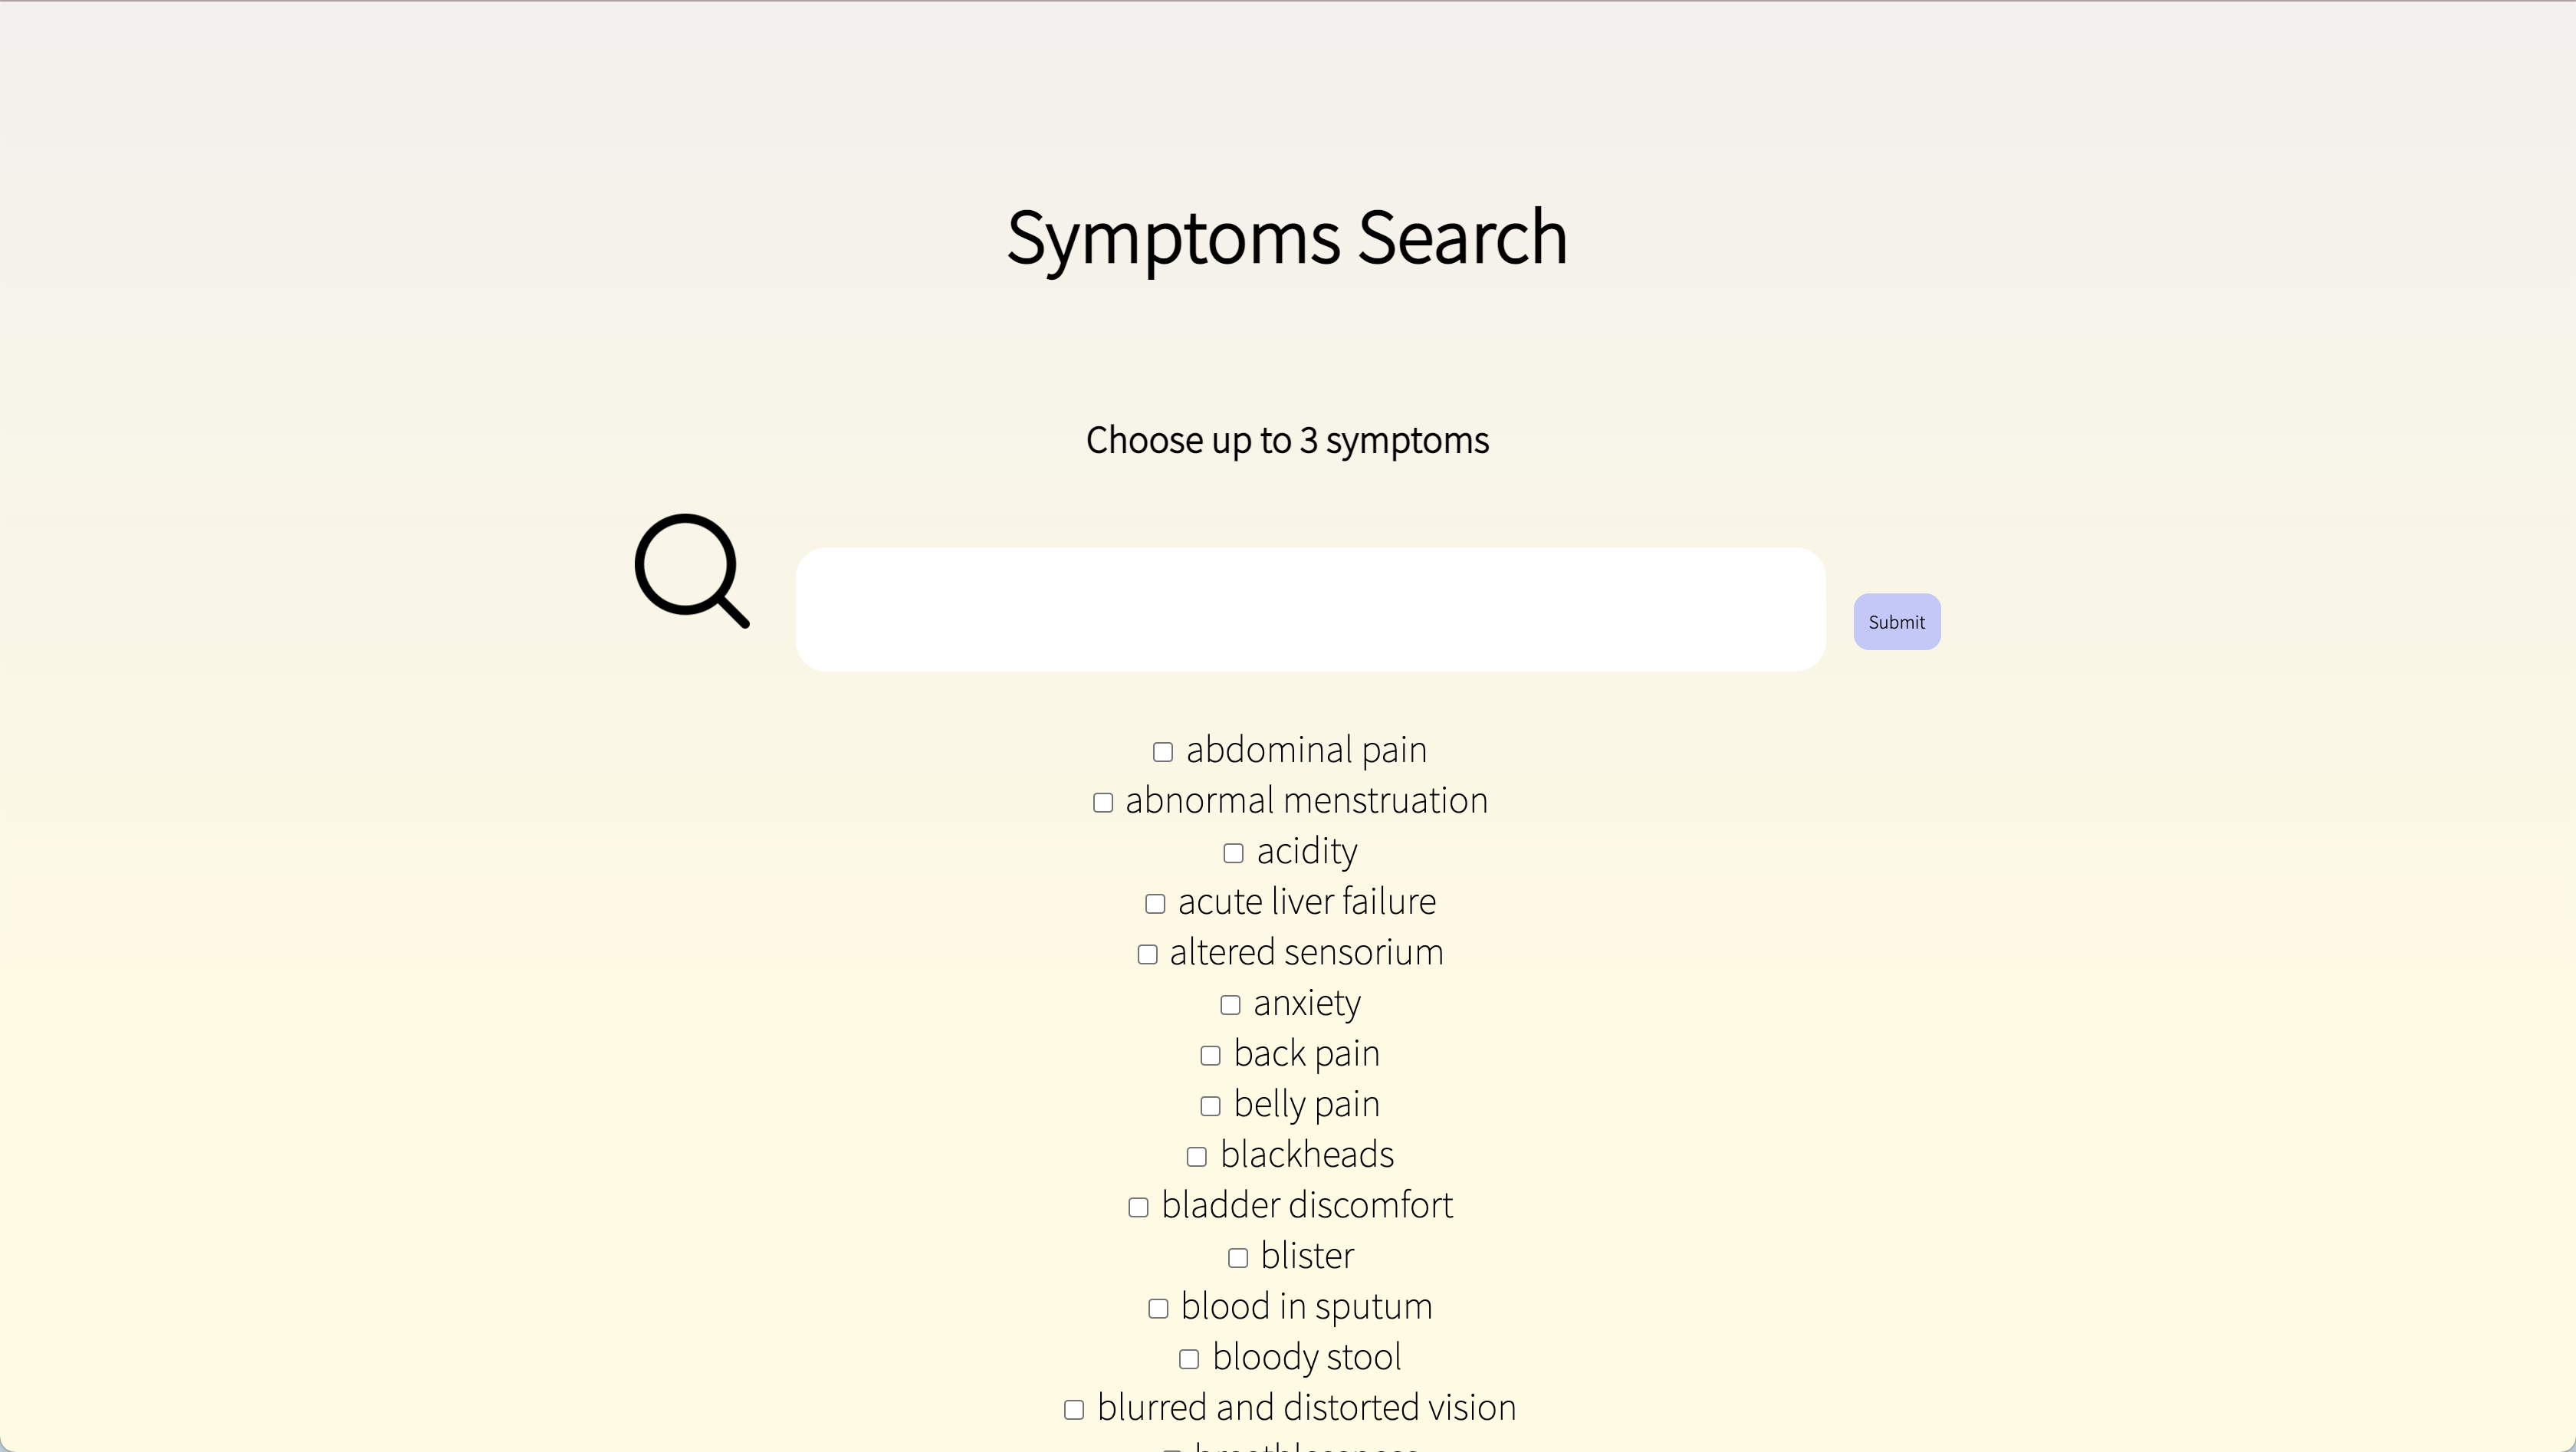 Symptoms Search
Choose up to 3 symptoms
Submit
abdominal pain
abnormal menstruation
acidity
acute liver failure
altered sensorium
anxiety
back pain
belly pain
blackheads
bladder discomfort
blister
blood in sputum
bloody stool
blurred and distorted vision